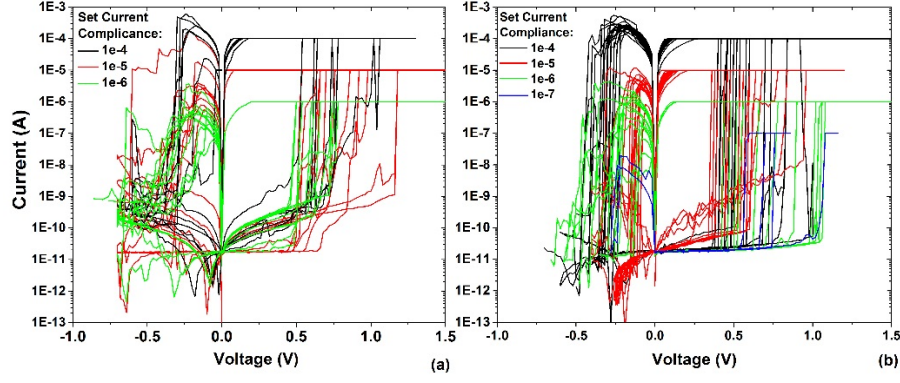 1E-3
1E-4
1E-5
1E-6
1E-7
1E-8
1E-9
1E-10
1E-11
1E-12
1E-13
Current (A)
Set Current
Complicance:
1e-4
1e-5
1e-6
-1.0 -0.5 0.0 0.5 1.0 1.5
Voltage (V)
(a)
1E-3
1E-4
1E-5
1E-6
1E-7
1E-8
1E-9
1E-10
1E-11
1E-12
1E-13
Set Current
Compliance:
1e-4
1e-5
1e-6
1e-7
-1.0 -0.5 0.0 0.5 1.0 1.5
Voltage (V)
(b)